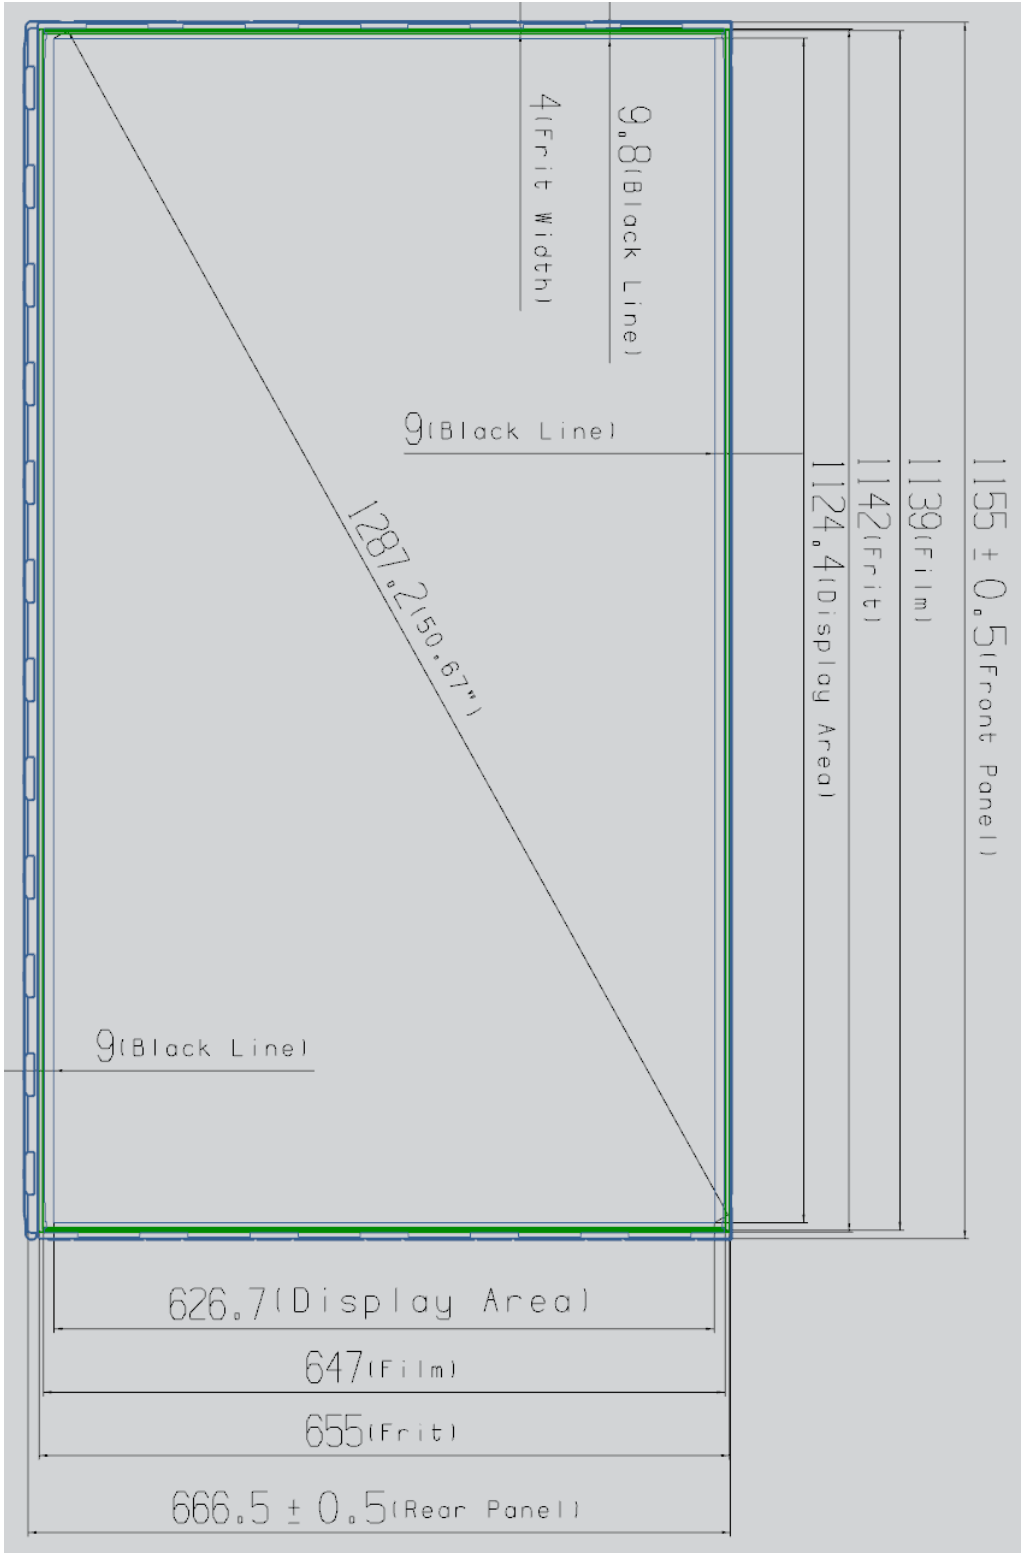 4(Frit Width)
9.8(Black Line)
9(Black Line)
1287.2(50.67")
1124.4(Display Area)
1142(Frit)
1139(Film)
1155 ± 0.5(Front Panel)
9(Black Line)
626.7(Display Area)
647(Film)
655(Frit)
666.5 ± 0.5(Rear Panel)